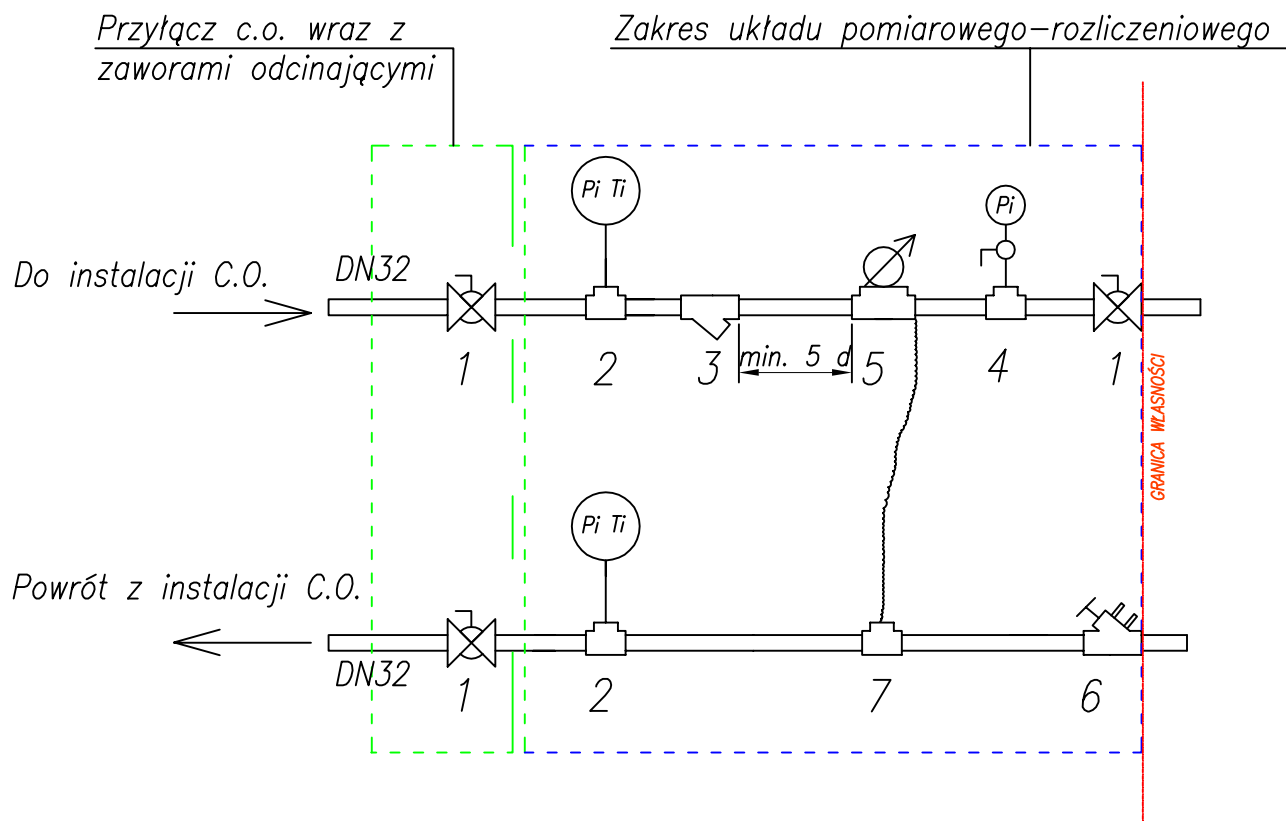 Przyłącz c.o. wraz z
zaworami odcinającymi
Zakres układu pomiarowego-rozliczeniowego
Pi Ti
Pi
Do instalacji C.O.
DN32
1
2
3
min. 5 d
5
4
1
GRANICA WŁASNOŚCI
Pi Ti
Powrót z instalacji C.O.
DN32
1
2
7
6